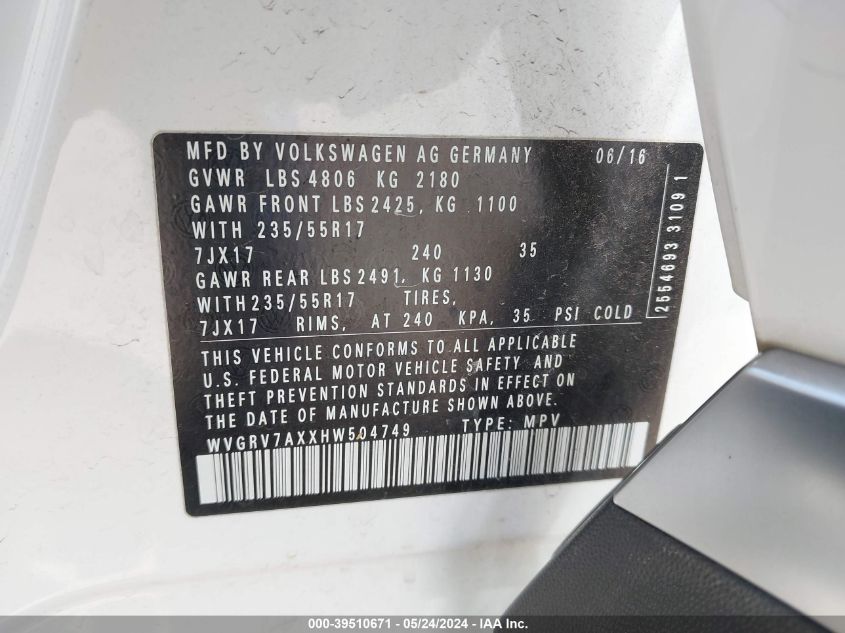 MFD BY VOLKSWAGEN AG GERMANY 06/16
GVWR LBS 4806 KG 2180
GAWR FRONT LBS 2425, KG 1100
WITH 235/55R17
7JX17 240 35
GAWR REAR LBS 2491, KG 1130
WITH 235/55R17 TIRES,
7JX17 RIMS, AT 240 KPA, 35 PSI COLD
THIS VEHICLE CONFORMS TO ALL APPLICABLE
U.S. FEDERAL MOTOR VEHICLE SAFETY AND
THEFT PREVENTION STANDARDS IN EFFECT ON
THE DATE OF MANUFACTURE SHOWN ABOVE.
WVGRV7AXXHW504749 TYPE: MPV
2554693 3109 1
000-39510671 / 05/24/2024 / IAA Inc.